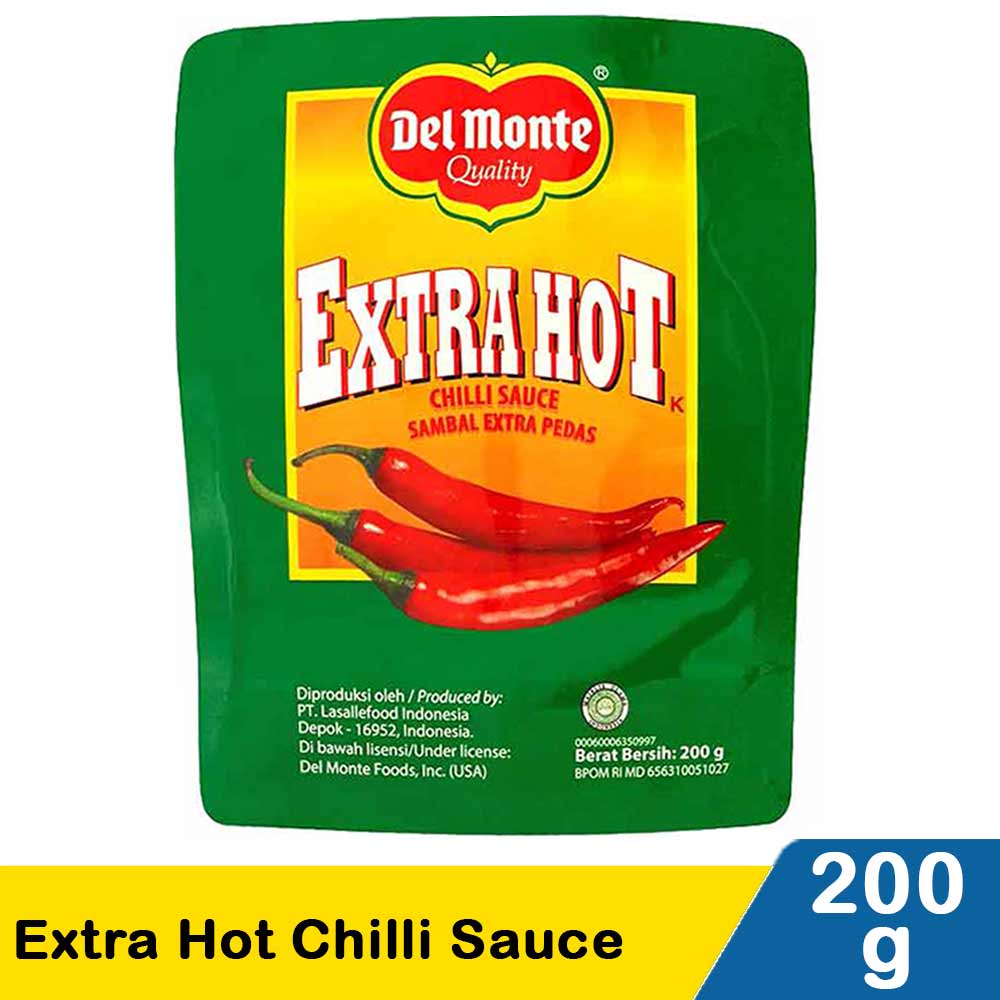 ®
Del Monte
Quality
EXTRA HOT
K
CHILLI SAUCE
SAMBAL EXTRA PEDAS
Diproduksi oleh / Produced by:
PT. Lasallefood Indonesia
Depok - 16952, Indonesia.
Di bawah lisensi/Under license:
Del Monte Foods, Inc. (USA)
00060006350997
Berat Bersih: 200 g
BPOM RI MD 656310051027
Extra Hot Chilli Sauce
200
g